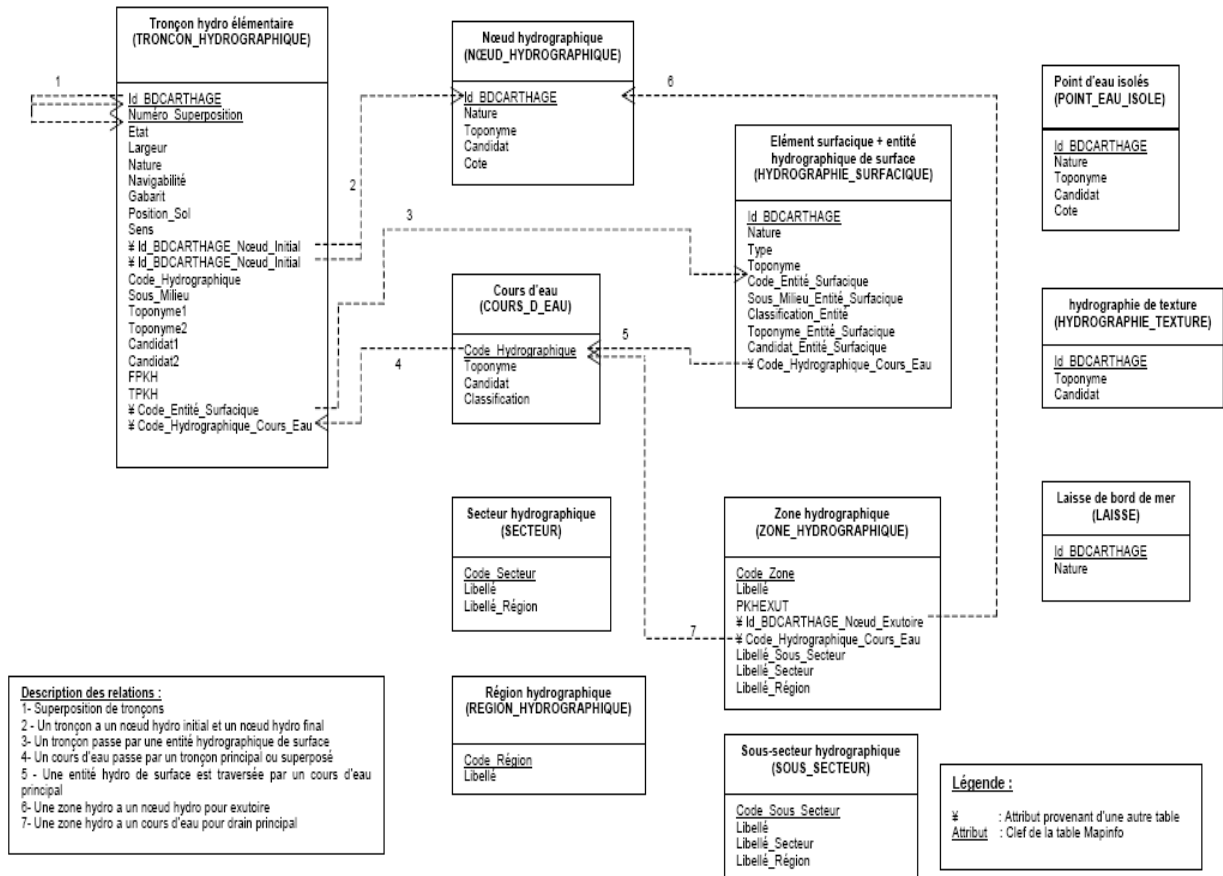 Tronçon hydro élémentaire
(TRONCON_HYDROGRAPHIQUE)
1
Id_BDCARTHAGE
Numéro_Superposition
Etat
Largeur
Nature
Navigabilité
Gabarit
Position_Sol
Sens
¥ Id_BDCARTHAGE_Nœud_Initial
¥ Id_BDCARTHAGE_Nœud_Initial
Code_Hydrographique
Sous_Milieu
Toponyme1
Toponyme2
Candidat1
Candidat2
FPKH
TPKH
¥ Code_Entité_Surfacique
¥ Code_Hydrographique_Cours_Eau
2
3
4
Nœud hydrographique
(NŒUD_HYDROGRAPHIQUE)
Id_BDCARTHAGE
Nature
Toponyme
Candidat
Cote
6
Elément surfacique + entité
hydrographique de surface
(HYDROGRAPHIE_SURFACIQUE)
Id_BDCARTHAGE
Nature
Type
Toponyme
Code_Entité_Surfacique
Sous_Milieu_Entité_Surfacique
Classification_Entité
Toponyme_Entité_Surfacique
Candidat_Entité_Surfacique
¥ Code_Hydrographique_Cours_Eau
Point d'eau isolés
(POINT_EAU_ISOLE)
Id_BDCARTHAGE
Nature
Toponyme
Candidat
Cote
Cours d'eau
(COURS_D_EAU)
Code_Hydrographique
Toponyme
Candidat
Classification
5
hydrographie de texture
(HYDROGRAPHIE_TEXTURE)
Id_BDCARTHAGE
Toponyme
Candidat
Secteur hydrographique
(SECTEUR)
Code_Secteur
Libellé
Libellé_Région
Zone hydrographique
(ZONE_HYDROGRAPHIQUE)
Code_Zone
Libellé
PKHEXUT
¥ Id_BDCARTHAGE_Nœud_Exutoire
¥ Code_Hydrographique_Cours_Eau
Libellé_Sous_Secteur
Libellé_Secteur
Libellé_Région
7
Laisse de bord de mer
(LAISSE)
Id_BDCARTHAGE
Nature
Description des relations :
1- Superposition de tronçons
2 - Un tronçon a un nœud hydro initial et un nœud hydro final
3- Un tronçon passe par une entité hydrographique de surface
4- Un cours d'eau passe par un tronçon principal ou superposé
5 - Une entité hydro de surface est traversée par un cours d'eau
principal
6- Une zone hydro a un nœud hydro pour exutoire
7- Une zone hydro a un cours d'eau pour drain principal
Région hydrographique
(REGION_HYDROGRAPHIQUE)
Code_Région
Libellé
Sous-secteur hydrographique
(SOUS_SECTEUR)
Code_Sous_Secteur
Libellé
Libellé_Secteur
Libellé_Région
Légende :
¥ : Attribut provenant d'une autre table
Attribut : Clef de la table Mapinfo